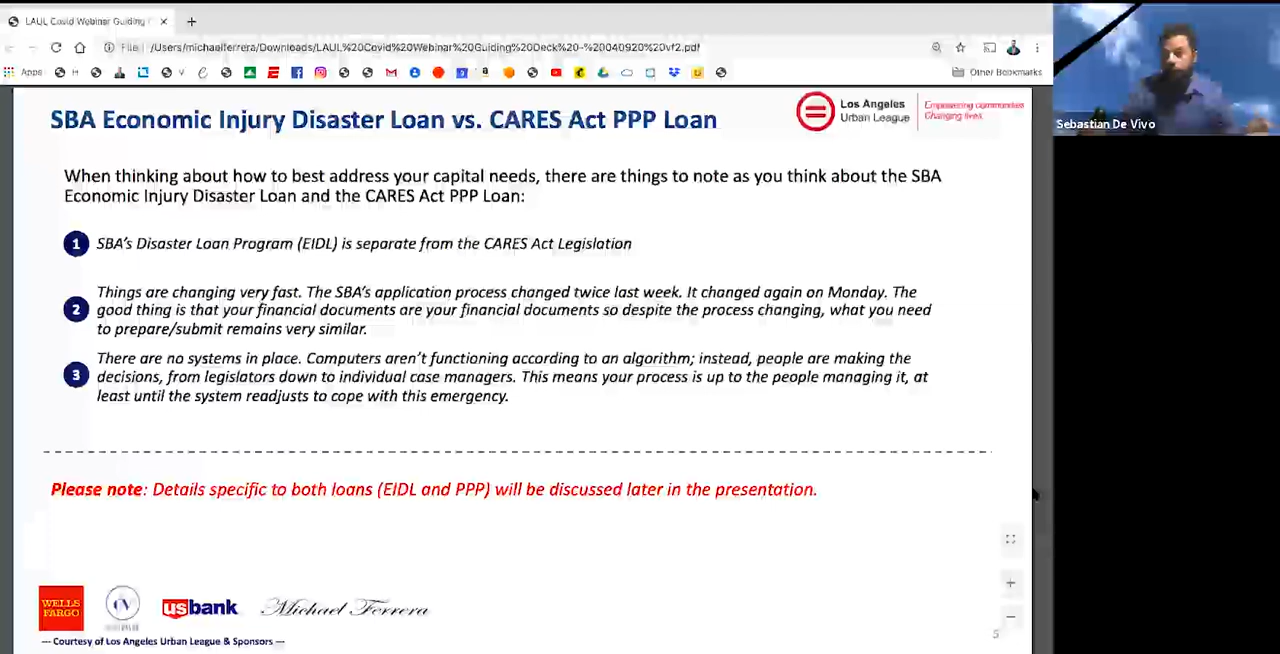 LAUL Covid Webinar Guiding
File /Users/michaelferrera/Downloads/LAUL%20Covid%20Webinar%20Guiding%20Deck%20-%20040920%20vf2.pdf
Apps
Other Bookmarks
SBA Economic Injury Disaster Loan vs. CARES Act PPP Loan
Los Angeles
Urban League
Empowering communities
Changing lives.
Sebastian De Vivo
When thinking about how to best address your capital needs, there are things to note as you think about the SBA
Economic Injury Disaster Loan and the CARES Act PPP Loan:
1 SBA's Disaster Loan Program (EIDL) is separate from the CARES Act Legislation
2 Things are changing very fast. The SBA's application process changed twice last week. It changed again on Monday. The
good thing is that your financial documents are your financial documents so despite the process changing, what you need
to prepare/submit remains very similar.
3 There are no systems in place. Computers aren't functioning according to an algorithm; instead, people are making the
decisions, from legislators down to individual case managers. This means your process is up to the people managing it, at
least until the system readjusts to cope with this emergency.
Please note: Details specific to both loans (EIDL and PPP) will be discussed later in the presentation.
WELLS
FARGO
usbank
Michael Ferrera
5
— Courtesy of Los Angeles Urban League & Sponsors —